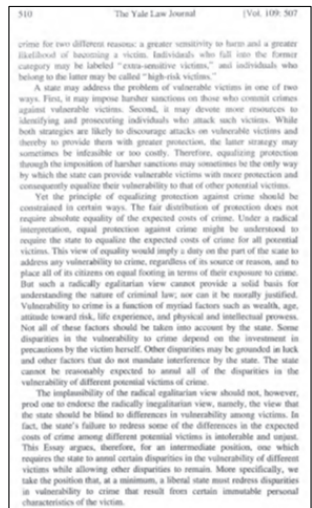 510 The Yale Law Journal [Vol. 109: 507
crime for two different reasons: a greater sensitivity to harm and a greater
likelihood of becoming a victim. Individuals who fall into the former
category may be labeled "extra-sensitive victims," and individuals who
belong to the latter may be called "high-risk victims."
A state may address the problem of vulnerable victims in one of two
ways. First, it may impose harsher sanctions on those who commit crimes
against vulnerable victims. Second, it may devote more resources to
identifying and prosecuting individuals who attack such victims. While
both strategies are likely to discourage attacks on vulnerable victims and
thereby to provide them with greater protection, the latter strategy may
sometimes be infeasible or too costly. Therefore, equalizing protection
through the imposition of harsher sanctions may sometimes be the only way
by which the state can provide vulnerable victims with more protection and
consequently equalize their vulnerability to that of other potential victims.
Yet the principle of equalizing protection against crime should be
constrained in certain ways. The fair distribution of protection does not
require absolute equality of the expected costs of crime. Under a radical
interpretation, equal protection against crime might be understood to
require the state to equalize the expected costs of crime for all potential
victims. This view of equality would imply a duty on the part of the state to
address any vulnerability to crime, regardless of its source or reason, and to
place all of its citizens on equal footing in terms of their exposure to crime.
But such a radically egalitarian view cannot provide a solid basis for
understanding the nature of criminal law; nor can it be morally justified.
Vulnerability to crime is a function of myriad factors such as wealth, age,
attitude toward risk, life experience, and physical and intellectual prowess.
Not all of these factors should be taken into account by the state. Some
disparities in the vulnerability to crime depend on the investment in
precautions by the victim herself. Other disparities may be grounded in luck
and other factors that do not mandate interference by the state. The state
cannot be reasonably expected to annul all of the disparities in the
vulnerability of different potential victims of crime.
The implausibility of the radical egalitarian view should not, however,
prod one to endorse the radically inegalitarian view, namely, the view that
the state should be blind to differences in vulnerability among victims. In
fact, the state's failure to redress some of the differences in the expected
costs of crime among different potential victims is intolerable and unjust.
This Essay argues, therefore, for an intermediate position, one which
requires the state to annul certain disparities in the vulnerability of different
victims while allowing other disparities to remain. More specifically, we
take the position that, at a minimum, a liberal state must redress disparities
in vulnerability to crime that result from certain immutable personal
characteristics of the victim.